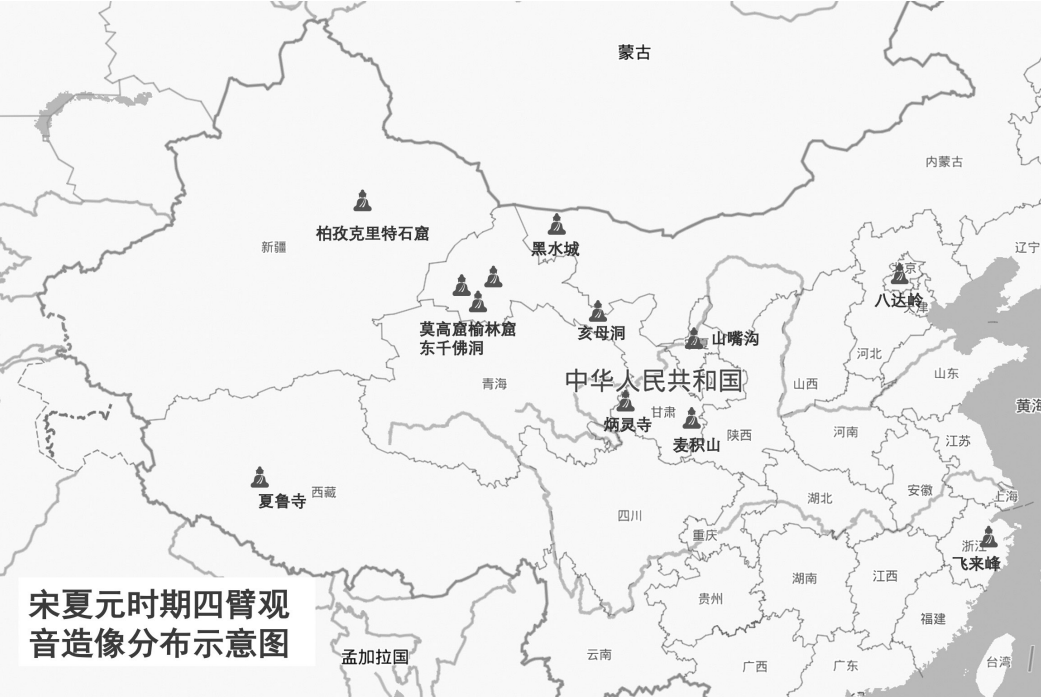 蒙古
内蒙古
柏孜克里特石窟
新疆
黑水城
辽宁
北京
八达岭
天津
莫高窟榆林窟
东千佛洞
亥母洞
山嘴沟
宁夏
河北
青海
中华人民共和国
山西
山东
黄海
炳灵寺
甘肃
麦积山
陕西
河南
江苏
夏鲁寺
西藏
四川
湖北
安徽
上海
重庆
浙江
飞来峰
湖南
江西
贵州
福建
宋夏元时期四臂观
音造像分布示意图
孟加拉国
云南
广西
广东
台湾